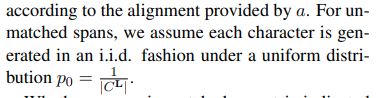 according to the alignment provided by a. For un-
matched spans, we assume each character is gen-
erated in an i.i.d. fashion under a uniform distri-
bution p₀ = 1/|Cᴸ|.